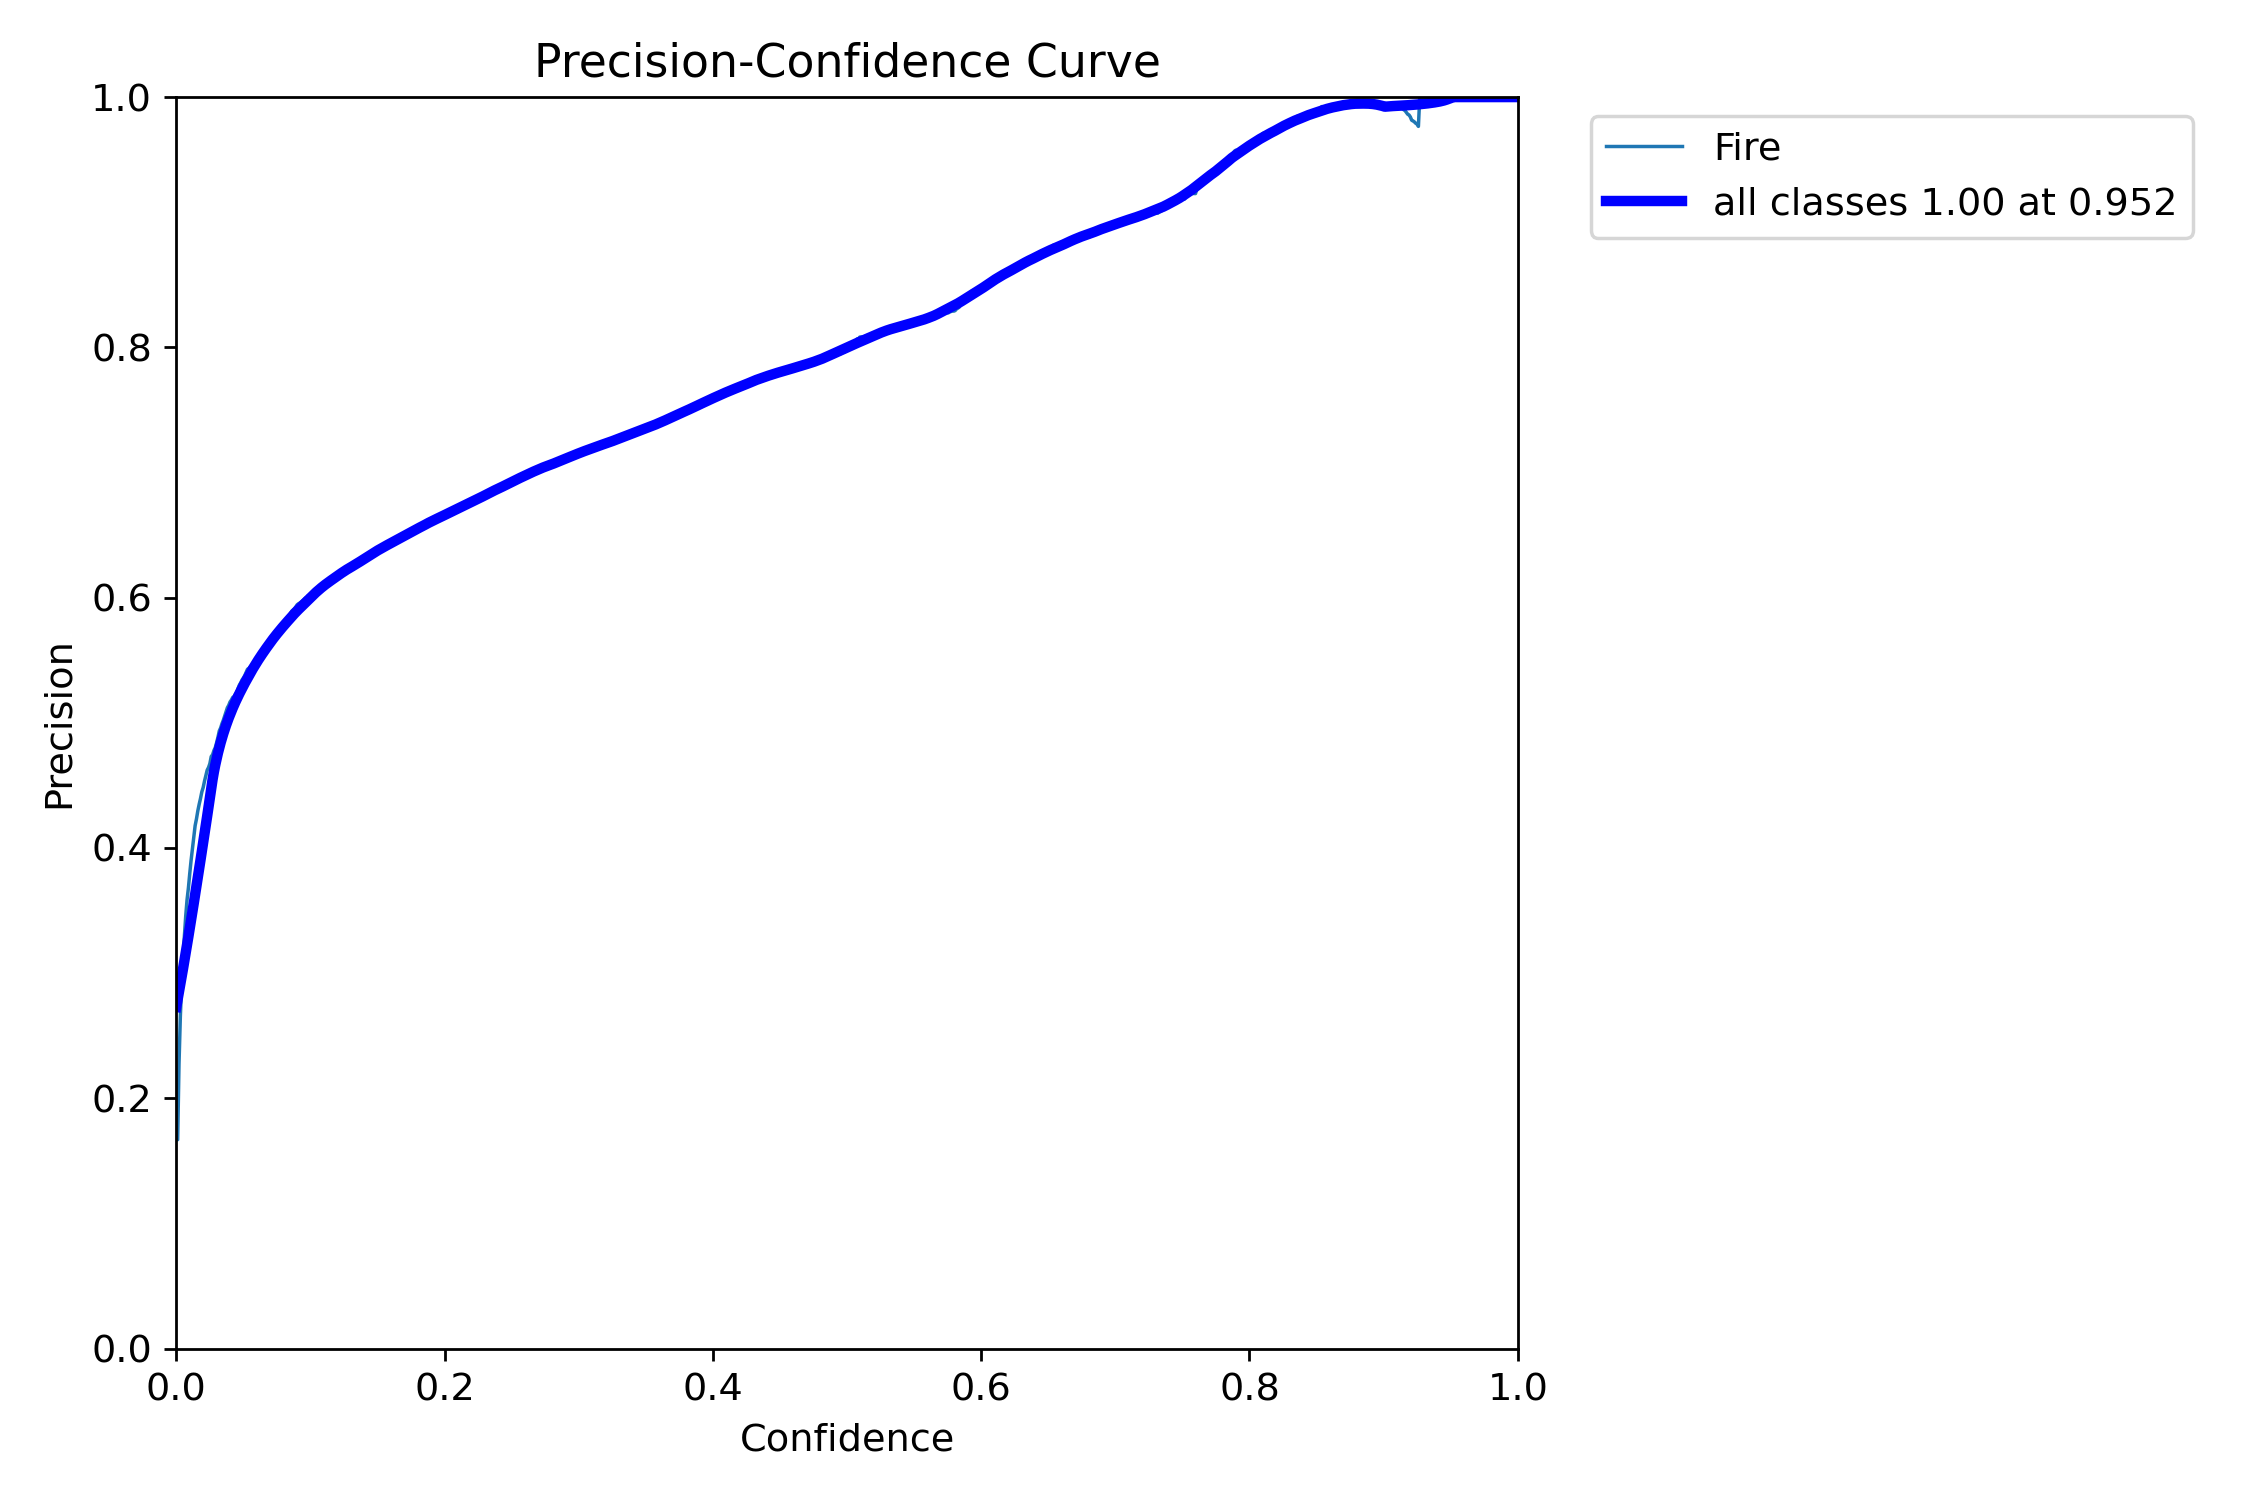 Precision-Confidence Curve
1.0
0.8
0.6
0.4
0.2
0.0
Precision
0.0 0.2 0.4 0.6 0.8 1.0
Confidence
Fire
all classes 1.00 at 0.952